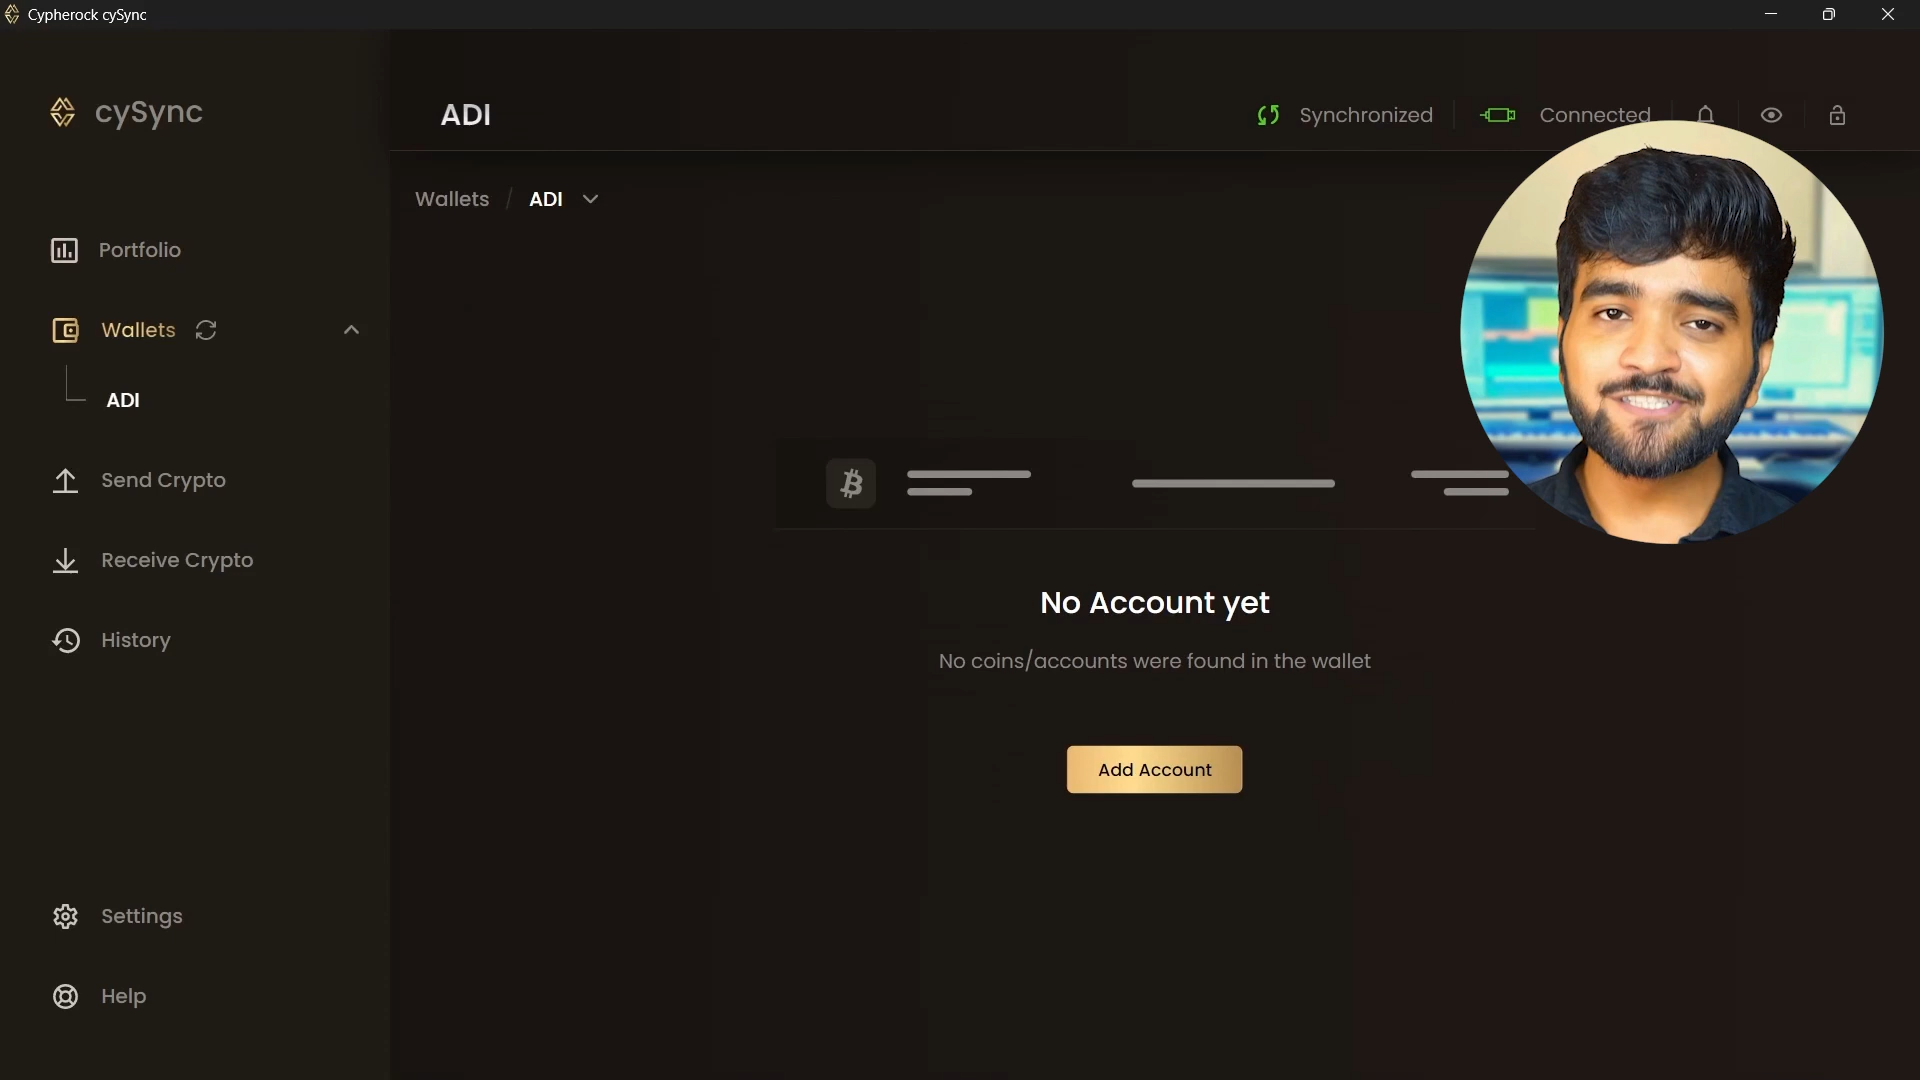 Cypherock cySync
cySync
ADI
Synchronized
Connected
Wallets / ADI
Portfolio
Wallets
ADI
Send Crypto
Receive Crypto
History
No Account yet
No coins/accounts were found in the wallet
Add Account
Settings
Help